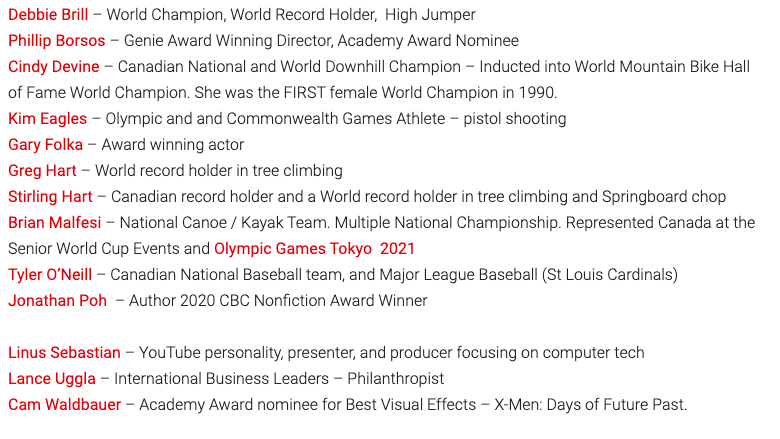 Debbie Brill – World Champion, World Record Holder,  High Jumper
Phillip Borsos – Genie Award Winning Director, Academy Award Nominee
Cindy Devine – Canadian National and World Downhill Champion – Inducted into World Mountain Bike Hall
of Fame World Champion. She was the FIRST female World Champion in 1990.
Kim Eagles – Olympic and and Commonwealth Games Athlete – pistol shooting
Gary Folka – Award winning actor
Greg Hart – World record holder in tree climbing
Stirling Hart – Canadian record holder and a World record holder in tree climbing and Springboard chop
Brian Malfesi – National Canoe / Kayak Team. Multiple National Championship. Represented Canada at the
Senior World Cup Events and Olympic Games Tokyo  2021
Tyler O’Neill – Canadian National Baseball team, and Major League Baseball (St Louis Cardinals)
Jonathan Poh  – Author 2020 CBC Nonfiction Award Winner
Linus Sebastian – YouTube personality, presenter, and producer focusing on computer tech
Lance Uggla – International Business Leaders – Philanthropist
Cam Waldbauer – Academy Award nominee for Best Visual Effects – X-Men: Days of Future Past.